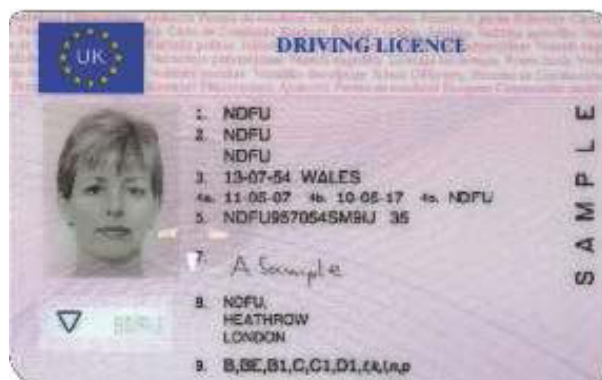 UK
DRIVING LICENCE
1. NDFU
2. NDFU
NDFU
3. 13-07-54 WALES
4a. 11-05-07 4b. 10-05-17 4c. NDFU
5. NDFU957054SM9IJ 35
7. A Sample
8. NDFU,
HEATHROW
LONDON
9. B,BE,B1,C,C1,D1,f,k,l,n,p
SAMPLE